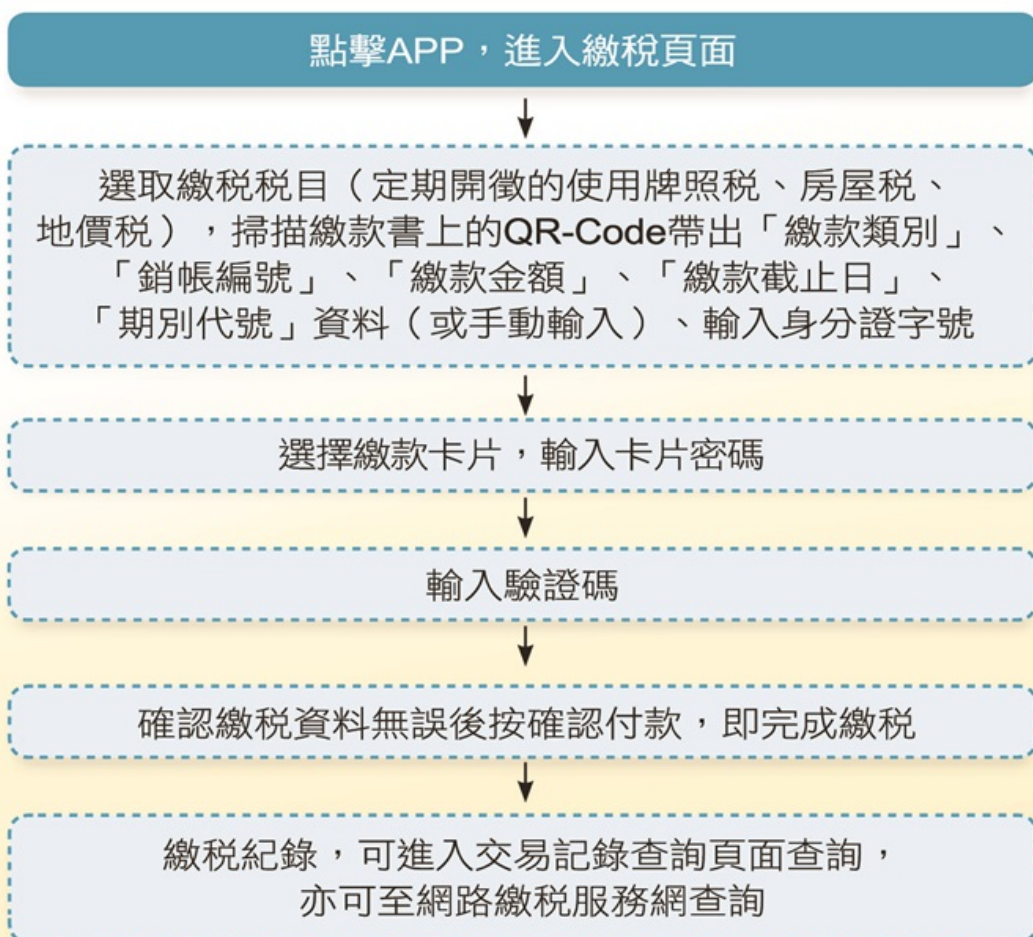 點擊APP，進入繳稅頁面
選取繳稅稅目（定期開徵的使用牌照稅、房屋稅、
地價稅），掃描繳款書上的QR-Code帶出「繳款類別」、
「銷帳編號」、「繳款金額」、「繳款截止日」、
「期別代號」資料（或手動輸入）、輸入身分證字號
選擇繳款卡片，輸入卡片密碼
輸入驗證碼
確認繳稅資料無誤後按確認付款，即完成繳稅
繳稅紀錄，可進入交易記錄查詢頁面查詢，
亦可至網路繳稅服務網查詢